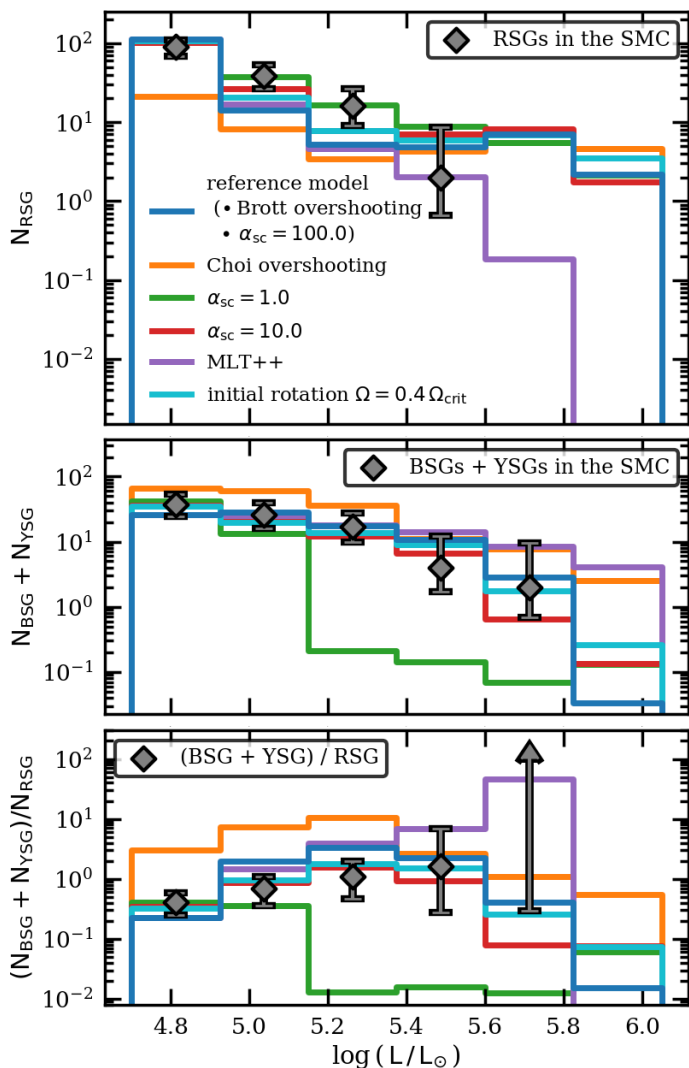 RSGs in the SMC
10²
10¹
10⁰
10⁻¹
10⁻²
N_RSG
reference model
(• Brott overshooting
• α_sc = 100.0)
Choi overshooting
α_sc = 1.0
α_sc = 10.0
MLT++
initial rotation Ω = 0.4 Ω_crit
BSGs + YSGs in the SMC
10²
10¹
10⁰
10⁻¹
N_BSG + N_YSG
(BSG + YSG) / RSG
10²
10¹
10⁰
10⁻¹
10⁻²
(N_BSG + N_YSG)/N_RSG
4.8 5.0 5.2 5.4 5.6 5.8 6.0
log ( L / L_⊙ )